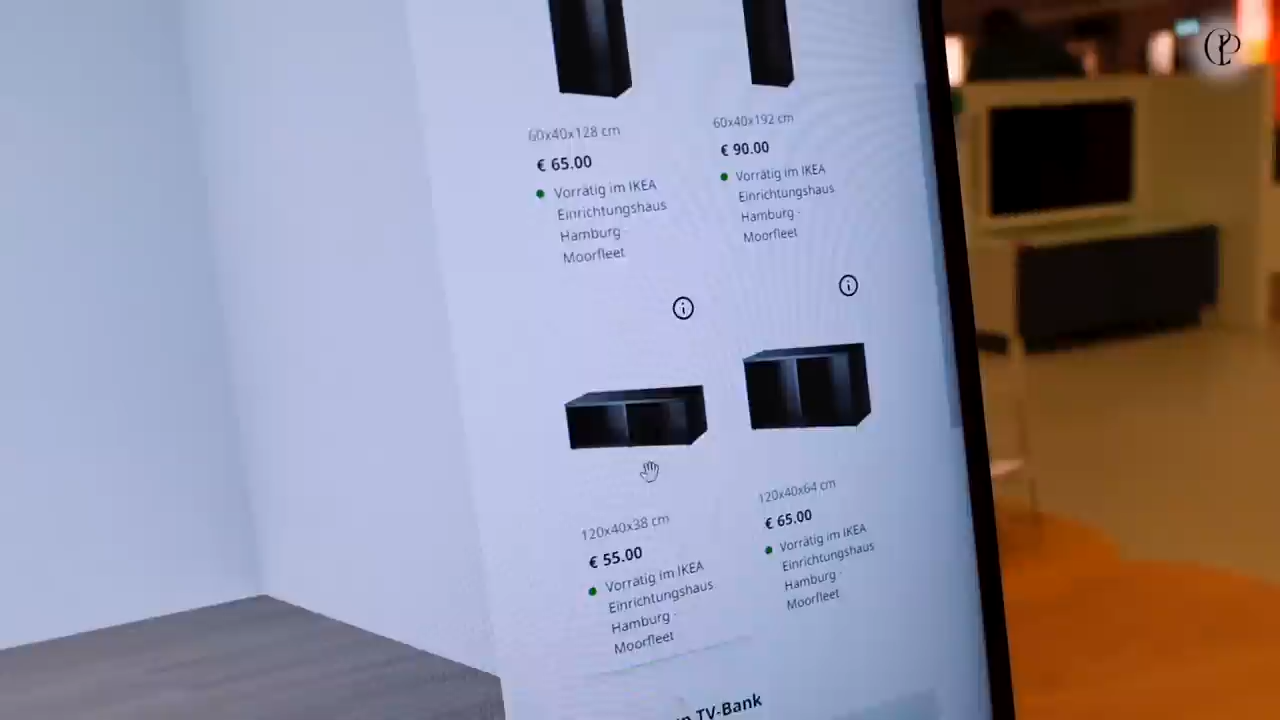 60x40x128 cm
€ 65.00
Vorrätig im IKEA
Einrichtungshaus
Hamburg -
Moorfleet
60x40x192 cm
€ 90.00
Vorrätig im IKEA
Einrichtungshaus
Hamburg -
Moorfleet
120x40x38 cm
€ 55.00
Vorrätig im IKEA
Einrichtungshaus
Hamburg -
Moorfleet
120x40x64 cm
€ 65.00
Vorrätig im IKEA
Einrichtungshaus
Hamburg -
Moorfleet
TV-Bank